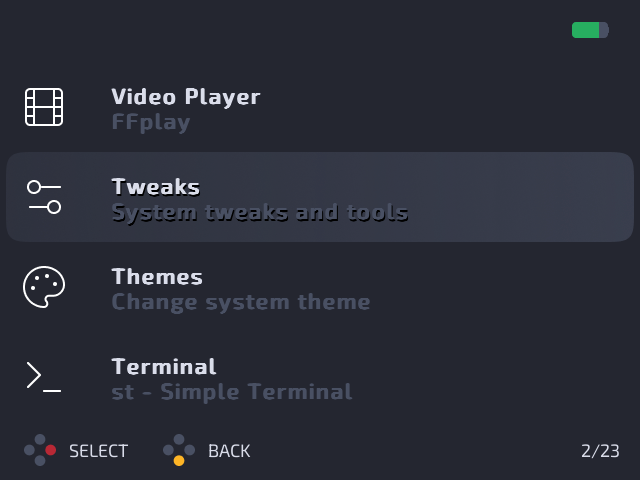 Video Player
FFplay
Tweaks
System tweaks and tools
Themes
Change system theme
Terminal
st - Simple Terminal
SELECT BACK 2/23